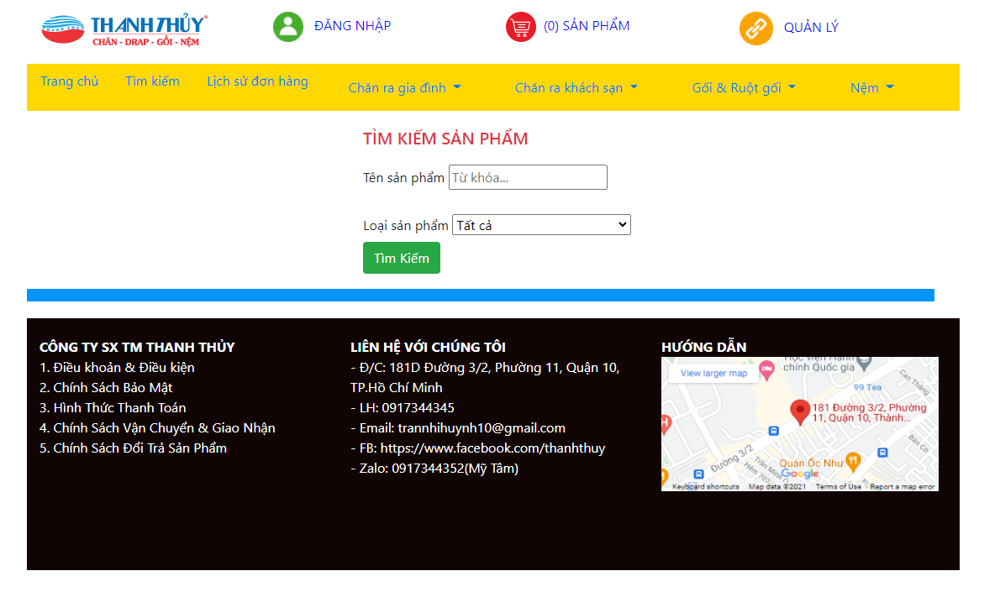 THANH THỦY®
THANH THỦY
CHĂN - DRAP - GỐI - NỆM
ĐĂNG NHẬP
(0) SẢN PHẨM
QUẢN LÝ
Trang chủ
Tìm kiếm
Lịch sử đơn hàng
Chăn ra gia đình
Chăn ra khách sạn
Gối & Ruột gối
Nệm
TÌM KIẾM SẢN PHẨM
Tên sản phẩm Từ khóa...
Loại sản phẩm Tất cả
Tìm Kiếm
CÔNG TY SX TM THANH THỦY
1. Điều khoản & Điều kiện
2. Chính Sách Bảo Mật
3. Hình Thức Thanh Toán
4. Chính Sách Vận Chuyển & Giao Nhận
5. Chính Sách Đổi Trả Sản Phẩm
LIÊN HỆ VỚI CHÚNG TÔI
- Đ/C: 181D Đường 3/2, Phường 11, Quận 10,
TP.Hồ Chí Minh
- LH: 0917344345
- Email: trannhihuynh10@gmail.com
- FB: https://www.facebook.com/thanhthuy
- Zalo: 0917344352(Mỹ Tâm)
HƯỚNG DẪN
View larger map
Học viện Hành
chính Quốc gia
99 Tea
Cao Thắng
181 Đường 3/2, Phường
11, Quận 10, Thành...
Bàn Cờ
Đường 3/2
Trần Minh
Hẻm 702
Quán Ốc Như
Google
Keyboard shortcuts
Map data ©2021
Terms of Use
Report a map error